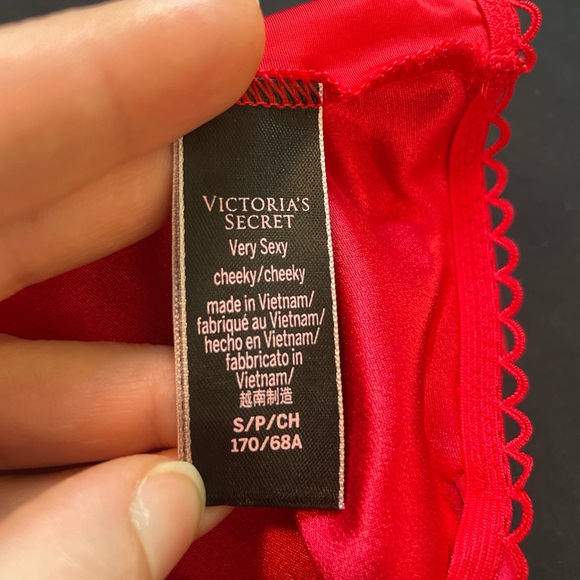 VICTORIA'S
SECRET
Very Sexy
cheeky/cheeky
made in Vietnam/
fabriqué au Vietnam/
hecho en Vietnam/
fabbricato in
Vietnam/
越南制造
S/P/CH
170/68A